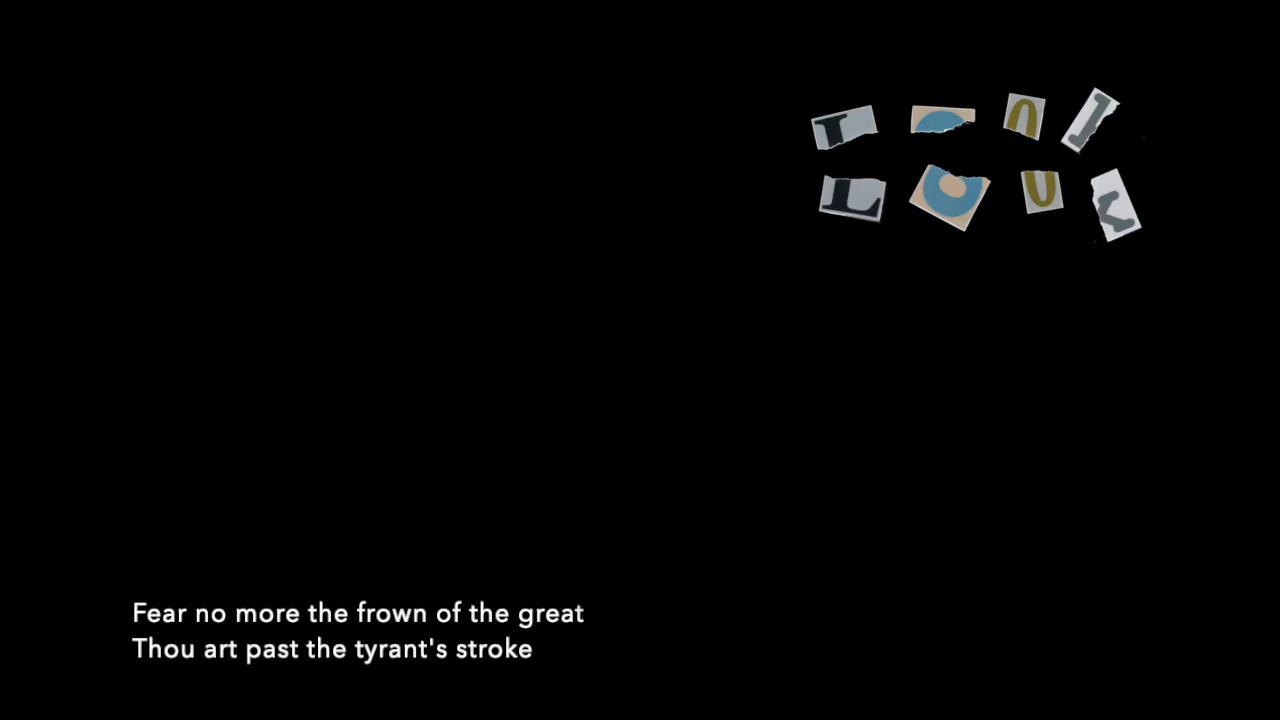 Fear no more the frown of the great
Thou art past the tyrant's stroke